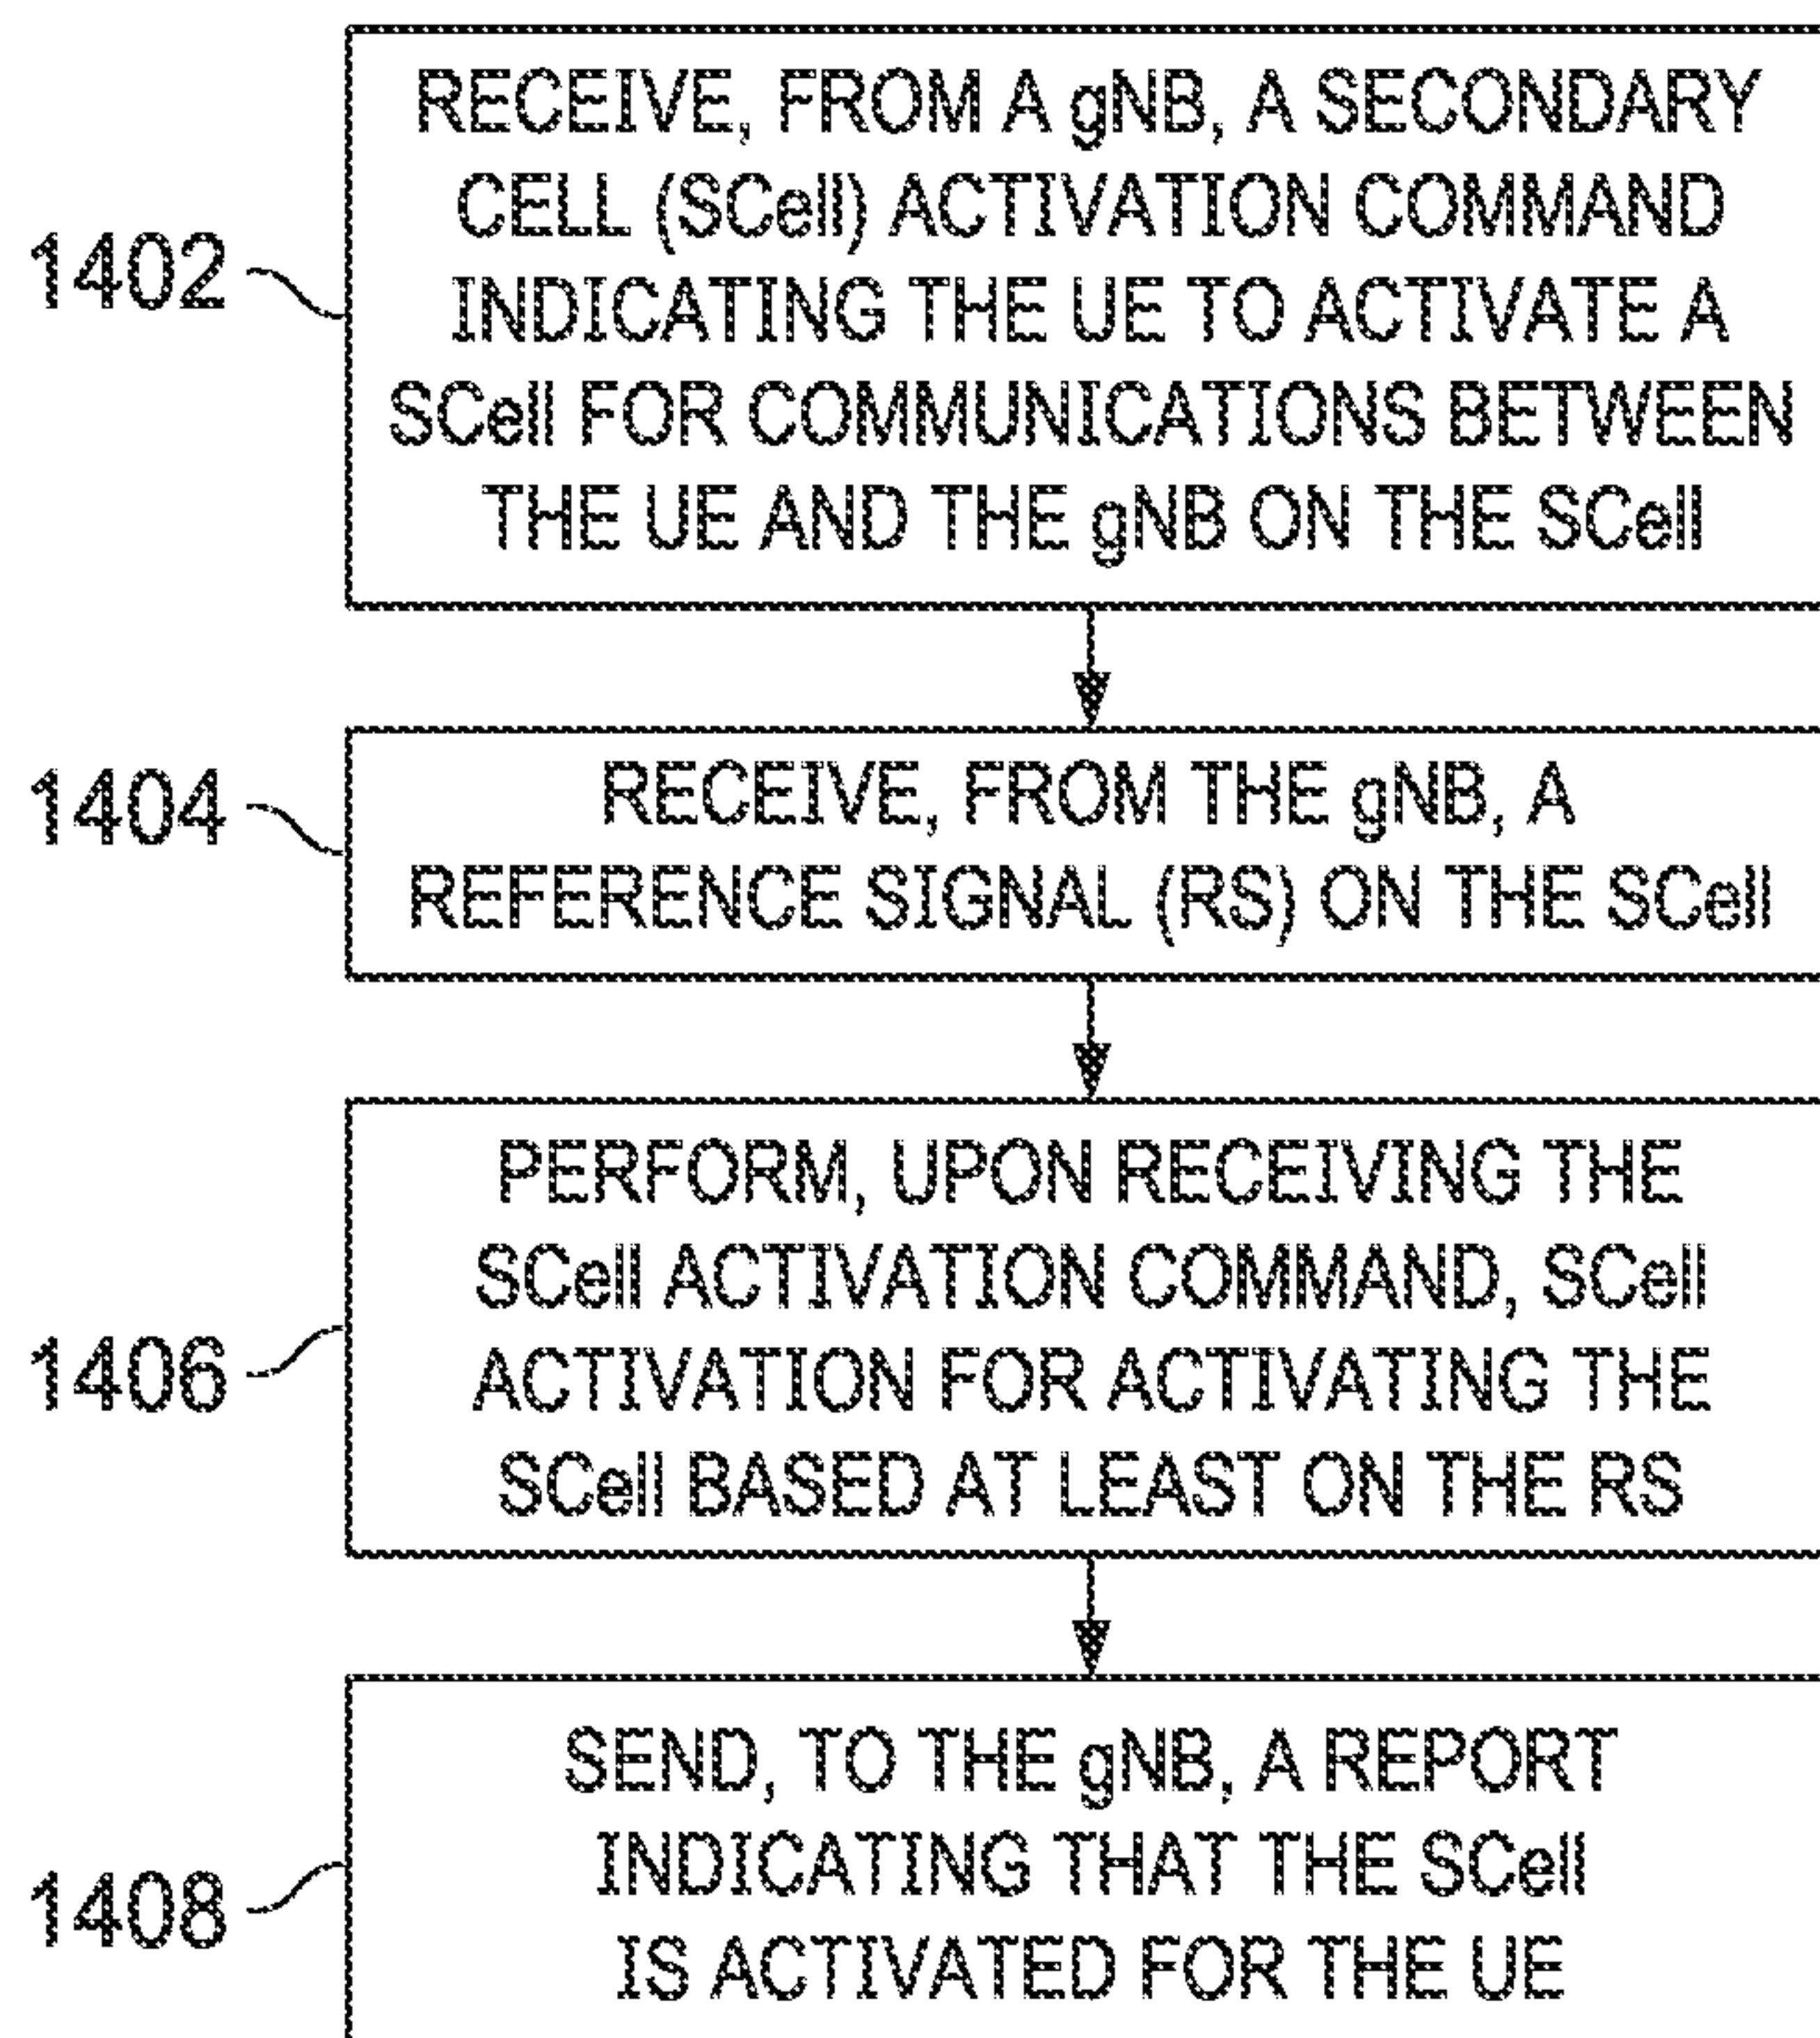 RECEIVE, FROM A gNB, A SECONDARY
CELL (SCell) ACTIVATION COMMAND
1402
INDICATING THE UE TO ACTIVATE A
SCell FOR COMMUNICATIONS BETWEEN
THE UE AND THE gNB ON THE SCell
1404
RECEIVE, FROM THE gNB, A
REFERENCE SIGNAL (RS) ON THE SCell
PERFORM, UPON RECEIVING THE
SCell ACTIVATION COMMAND, SCell
1406
ACTIVATION FOR ACTIVATING THE
SCell BASED AT LEAST ON THE RS
SEND, TO THE gNB, A REPORT
INDICATING THAT THE SCell
1408
IS ACTIVATED FOR THE UE